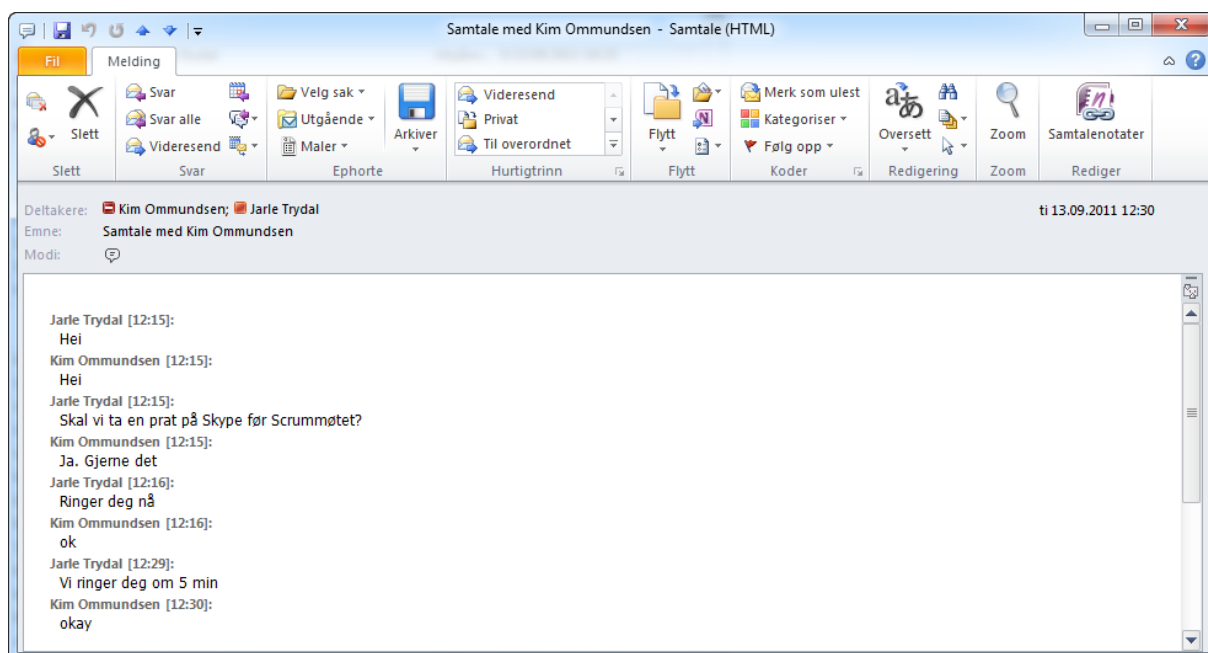 Samtale med Kim Ommundsen - Samtale (HTML)
Fil Melding
Svar Velg sak Videresend Merk som ulest
Svar alle Utgående Privat Kategoriser
Slett Videresend Maler Arkiver Til overordnet Flytt Følg opp Oversett Zoom Samtalenotater
Slett Svar Ephorte Hurtigtrinn Flytt Koder Redigering Zoom Rediger
Deltakere: Kim Ommundsen; Jarle Trydal ti 13.09.2011 12:30
Emne: Samtale med Kim Ommundsen
Modi:
Jarle Trydal [12:15]:
Hei
Kim Ommundsen [12:15]:
Hei
Jarle Trydal [12:15]:
Skal vi ta en prat på Skype før Scrummøtet?
Kim Ommundsen [12:15]:
Ja. Gjerne det
Jarle Trydal [12:16]:
Ringer deg nå
Kim Ommundsen [12:16]:
ok
Jarle Trydal [12:29]:
Vi ringer deg om 5 min
Kim Ommundsen [12:30]:
okay